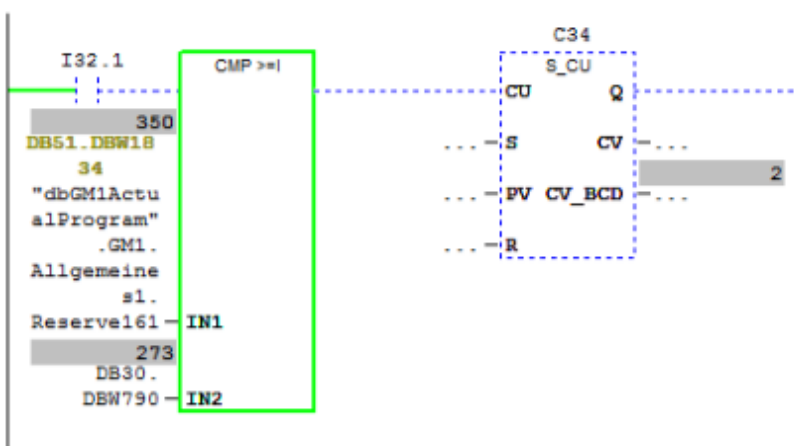 C34
I32.1
CMP >=I
S_CU
CU Q
350
DB51.DBW18
34
... S CV ...
2
"dbGM1Actu
alProgram"
... PV CV_BCD ...
.GM1.
... R
Allgemeine
s1.
Reserve161 IN1
273
DB30.
DBW790 IN2